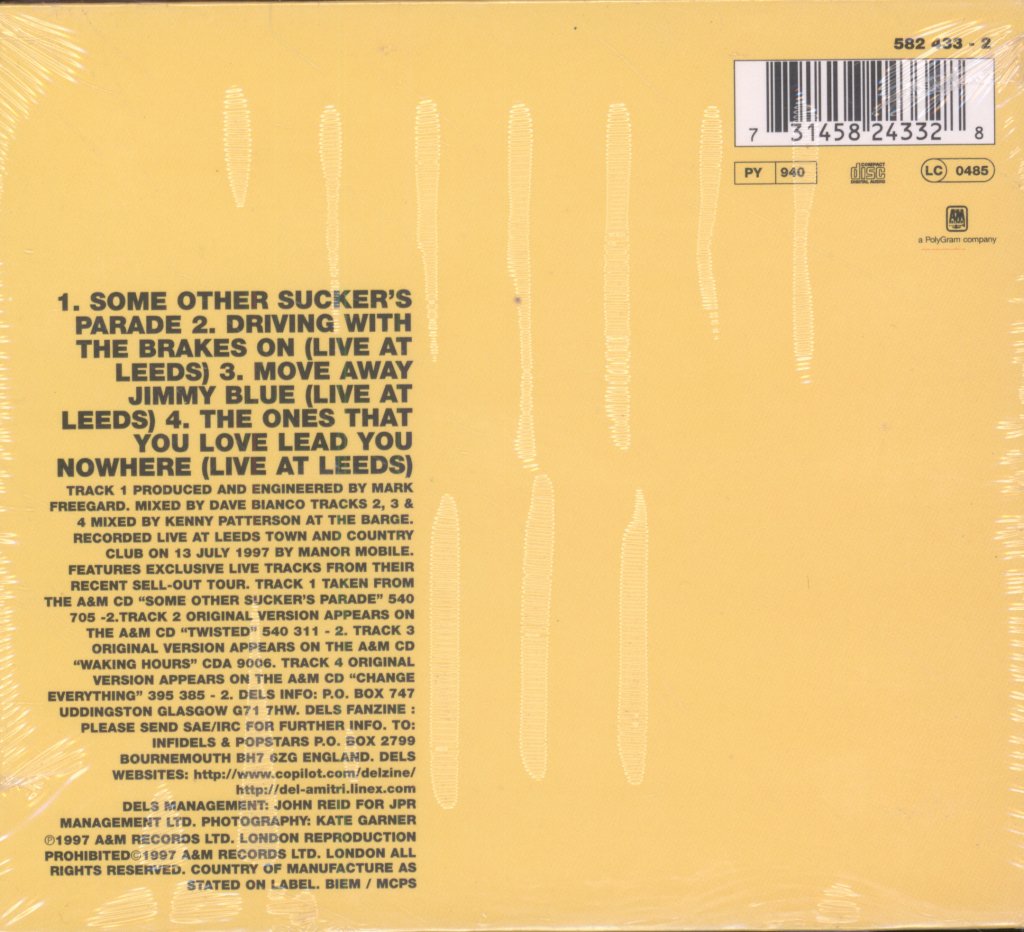 582 433 - 2
7 31458 24332 8
PY 940
COMPACT
disc
DIGITAL AUDIO
LC 0485
A&M
a PolyGram company
1. SOME OTHER SUCKER'S
PARADE 2. DRIVING WITH
THE BRAKES ON (LIVE AT
LEEDS) 3. MOVE AWAY
JIMMY BLUE (LIVE AT
LEEDS) 4. THE ONES THAT
YOU LOVE LEAD YOU
NOWHERE (LIVE AT LEEDS)
TRACK 1 PRODUCED AND ENGINEERED BY MARK
FREEGARD. MIXED BY DAVE BIANCO TRACKS 2, 3 &
4 MIXED BY KENNY PATTERSON AT THE BARGE.
RECORDED LIVE AT LEEDS TOWN AND COUNTRY
CLUB ON 13 JULY 1997 BY MANOR MOBILE.
FEATURES EXCLUSIVE LIVE TRACKS FROM THEIR
RECENT SELL-OUT TOUR. TRACK 1 TAKEN FROM
THE A&M CD "SOME OTHER SUCKER'S PARADE" 540
705 -2.TRACK 2 ORIGINAL VERSION APPEARS ON
THE A&M CD "TWISTED" 540 311 - 2. TRACK 3
ORIGINAL VERSION APPEARS ON THE A&M CD
"WAKING HOURS" CDA 9006. TRACK 4 ORIGINAL
VERSION APPEARS ON THE A&M CD "CHANGE
EVERYTHING" 395 385 - 2. DELS INFO: P.O. BOX 747
UDDINGSTON GLASGOW G71 7HW. DELS FANZINE :
PLEASE SEND SAE/IRC FOR FURTHER INFO. TO:
INFIDELS & POPSTARS P.O. BOX 2799
BOURNEMOUTH BH7 6ZG ENGLAND. DELS
WEBSITES: http://www.copilot.com/delzine/
http://del-amitri.linex.com
DELS MANAGEMENT: JOHN REID FOR JPR
MANAGEMENT LTD. PHOTOGRAPHY: KATE GARNER
℗1997 A&M RECORDS LTD. LONDON REPRODUCTION
PROHIBITED©1997 A&M RECORDS LTD. LONDON ALL
RIGHTS RESERVED. COUNTRY OF MANUFACTURE AS
STATED ON LABEL. BIEM / MCPS